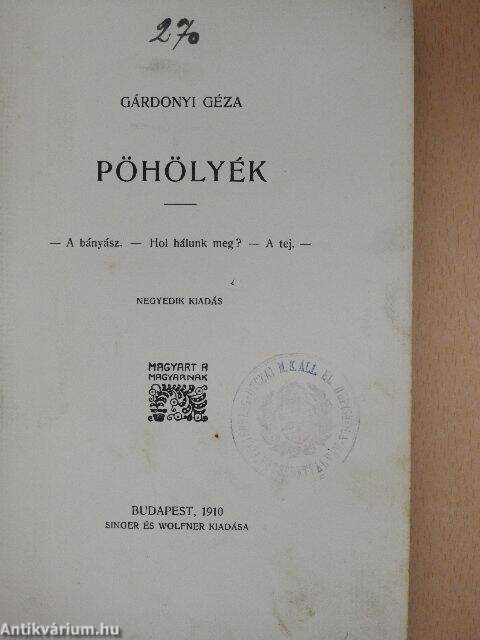 270
GÁRDONYI GÉZA
PÖHÖLYÉK
— A bányász. — Hol hálunk meg? — A tej. —
NEGYEDIK KIADÁS
MAGYART A
MAGYARNAK
BUDAPEST, 1910
SINGER ÉS WOLFNER KIADÁSA
Antikvárium.hu